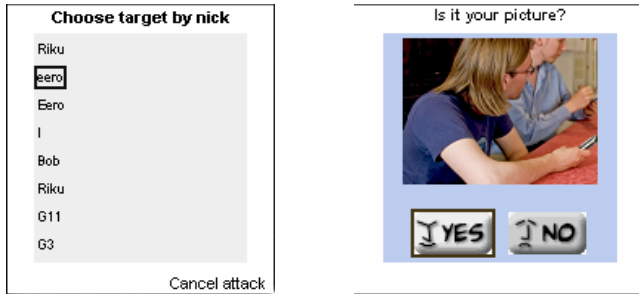 Choose target by nick
Riku
eero
Eero
I
Bob
Riku
G11
G3
Cancel attack
Is it your picture?
YES
NO